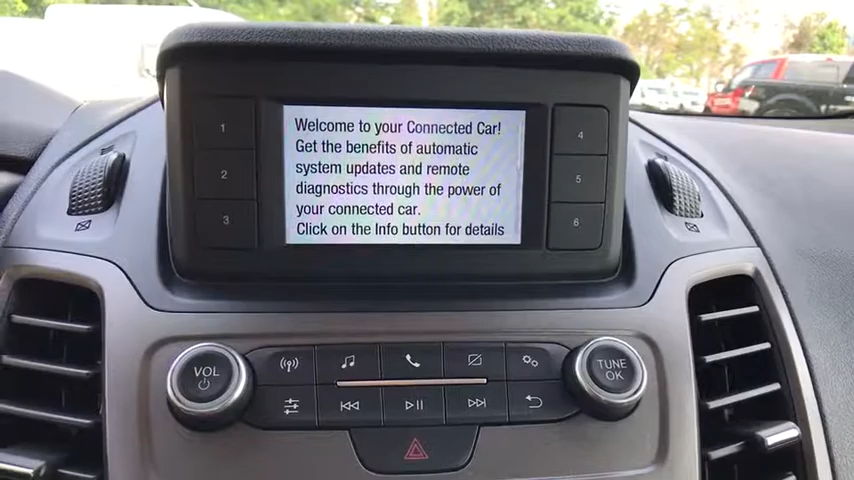 Welcome to your Connected Car!
Get the benefits of automatic
system updates and remote
diagnostics through the power of
your connected car.
Click on the Info button for details
1
2
3
4
5
6
VOL
TUNE
OK